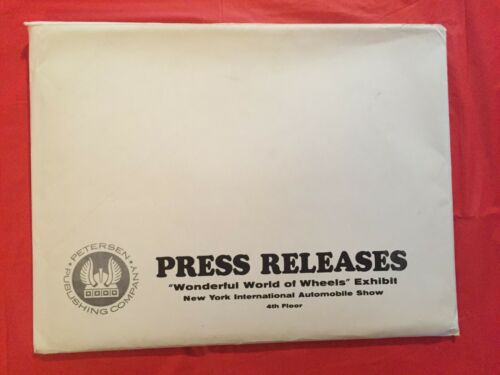 PETERSEN
PUBLISHING COMPANY
PRESS RELEASES
"Wonderful World of Wheels" Exhibit
New York International Automobile Show
4th Floor